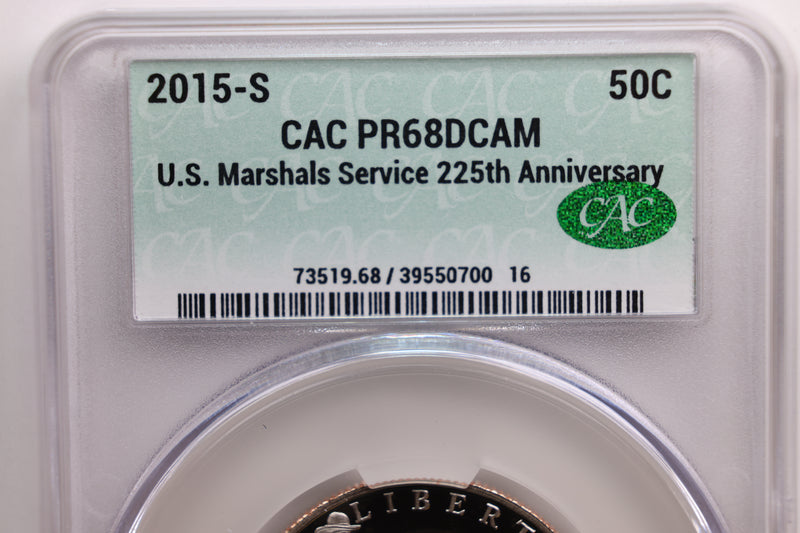 2015-S 50C
CAC PR68DCAM
U.S. Marshals Service 225th Anniversary
CAC
73519.68 / 39550700 16
LIBERT